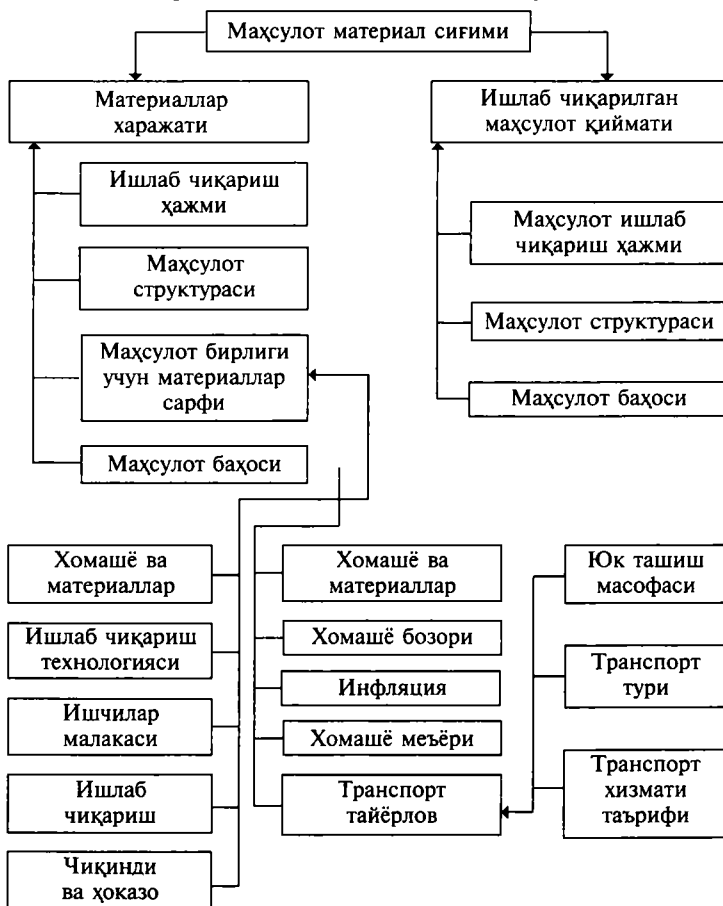 Маҳсулот материал сиғими
Материаллар
харажати
Ишлаб чиқарилган
маҳсулот қиймати
Ишлаб чиқариш
ҳажми
Маҳсулот
структураси
Маҳсулот бирлиги
учун материаллар
сарфи
Маҳсулот баҳоси
Маҳсулот ишлаб
чиқариш ҳажми
Маҳсулот структураси
Маҳсулот баҳоси
Хомашё ва
материаллар
Ишлаб чиқариш
технологияси
Ишчилар
малакаси
Ишлаб
чиқариш
Чиқинди
ва ҳоказо
Хомашё ва
материаллар
Хомашё бозори
Инфляция
Хомашё меъёри
Транспорт
тайёрлов
Юк ташиш
масофаси
Транспорт
тури
Транспорт
хизмати
таърифи